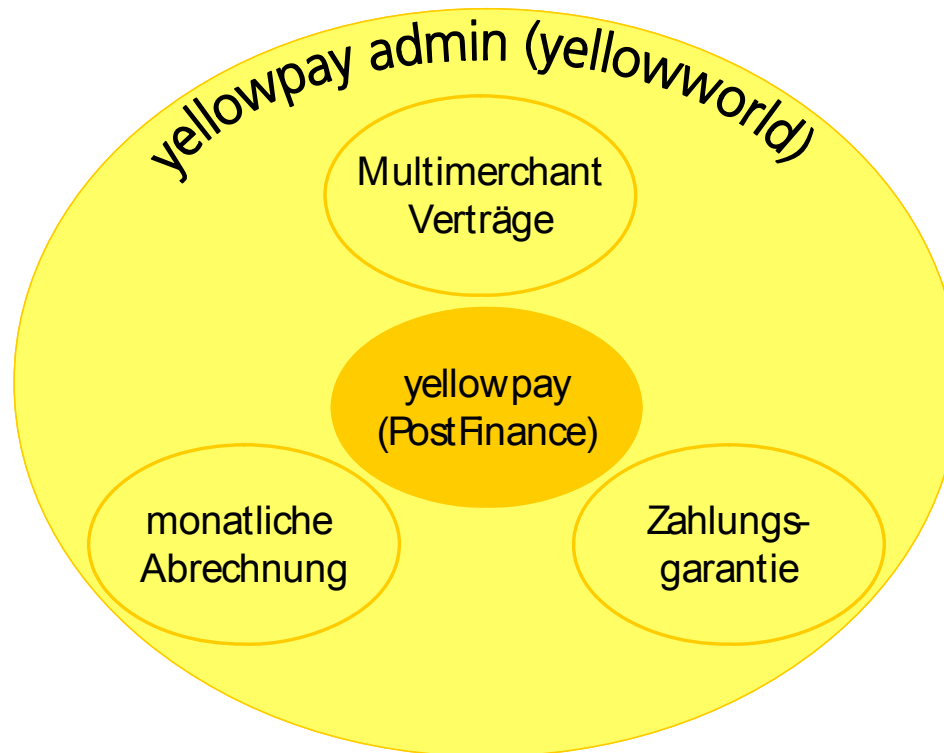 yellowpay admin (yellowworld)
Multimerchant
Verträge
yellowpay
(PostFinance)
monatliche
Abrechnung
Zahlungs-
garantie